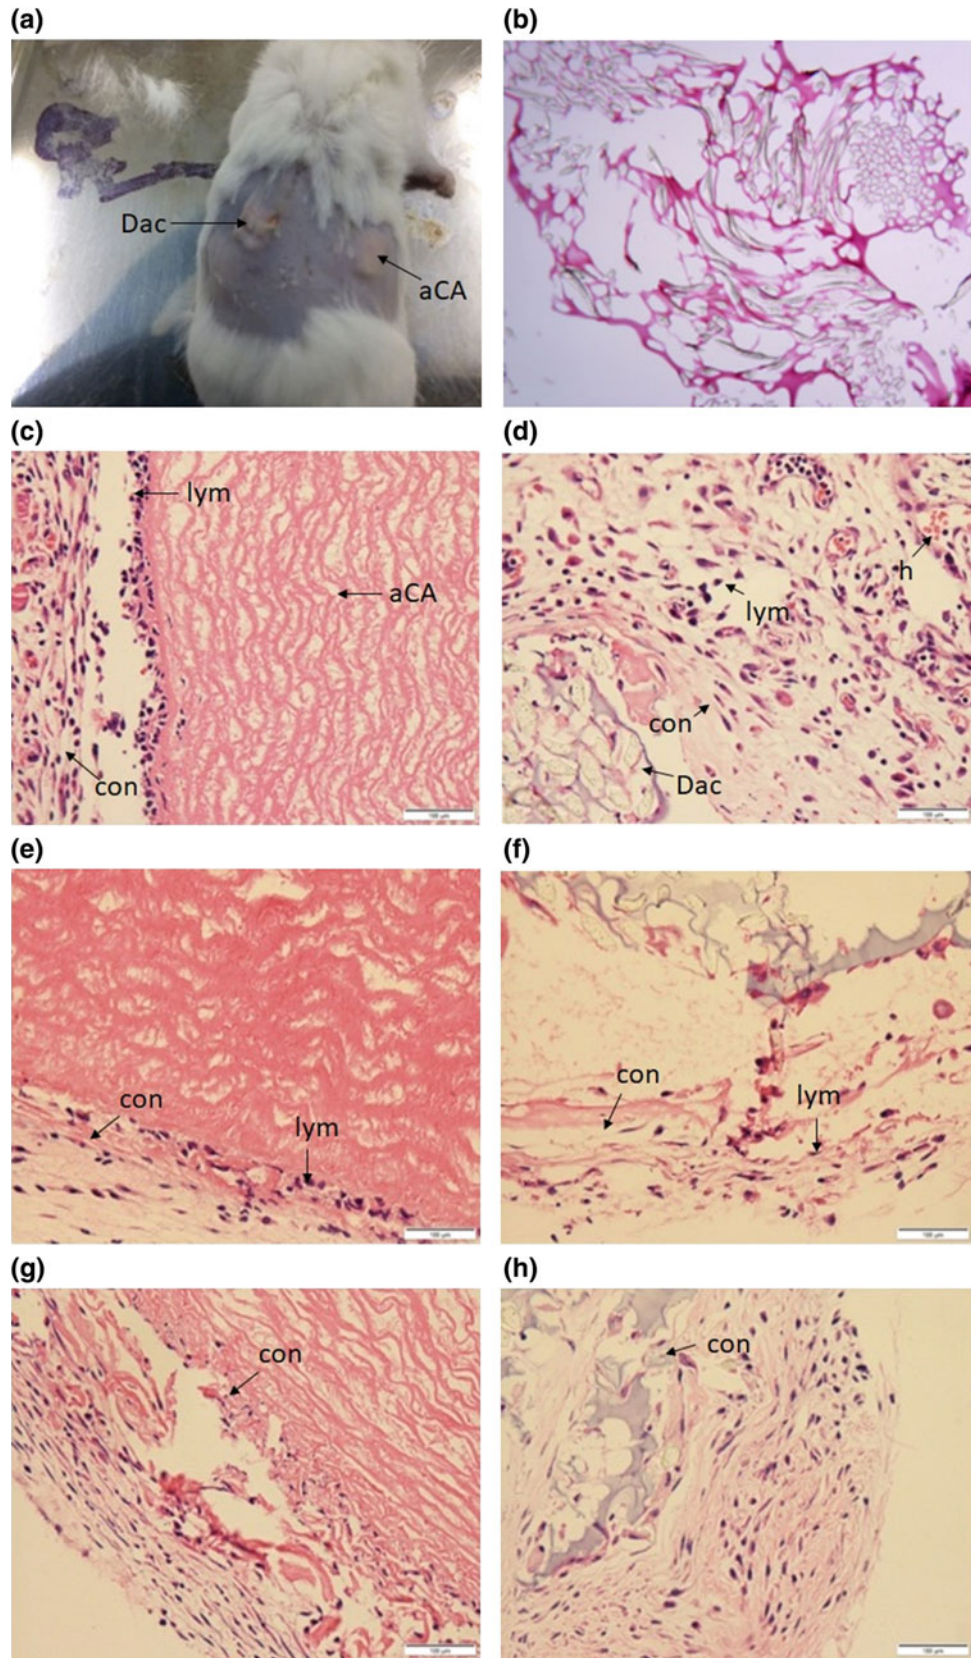 (a)
(b)
Dac
aCA
(c)
(d)
lym
aCA
con
h
lym
con
Dac
(e)
(f)
con
lym
con
lym
(g)
(h)
con
con